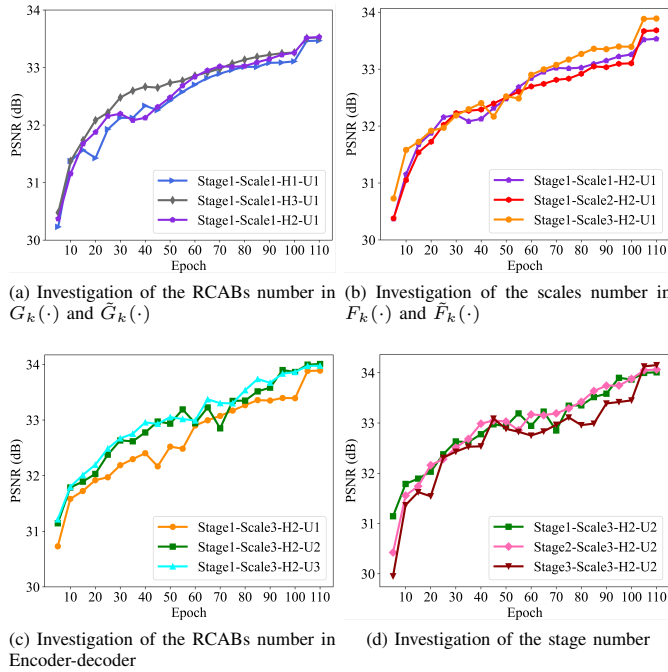 34
33
32
31
30
PSNR (dB)
Stage1-Scale1-H1-U1
Stage1-Scale1-H3-U1
Stage1-Scale1-H2-U1
10 20 30 40 50 60 70 80 90 100 110
Epoch
(a) Investigation of the RCABs number in
G_k(·) and G̃_k(·)
34
33
32
31
30
PSNR (dB)
Stage1-Scale1-H2-U1
Stage1-Scale2-H2-U1
Stage1-Scale3-H2-U1
10 20 30 40 50 60 70 80 90 100 110
Epoch
(b) Investigation of the scales number in
F_k(·) and F̃_k(·)
34
33
32
31
30
PSNR (dB)
Stage1-Scale3-H2-U1
Stage1-Scale3-H2-U2
Stage1-Scale3-H2-U3
10 20 30 40 50 60 70 80 90 100 110
Epoch
(c) Investigation of the RCABs number in
Encoder-decoder
34
33
32
31
30
PSNR (dB)
Stage1-Scale3-H2-U2
Stage2-Scale3-H2-U2
Stage3-Scale3-H2-U2
10 20 30 40 50 60 70 80 90 100 110
Epoch
(d) Investigation of the stage number